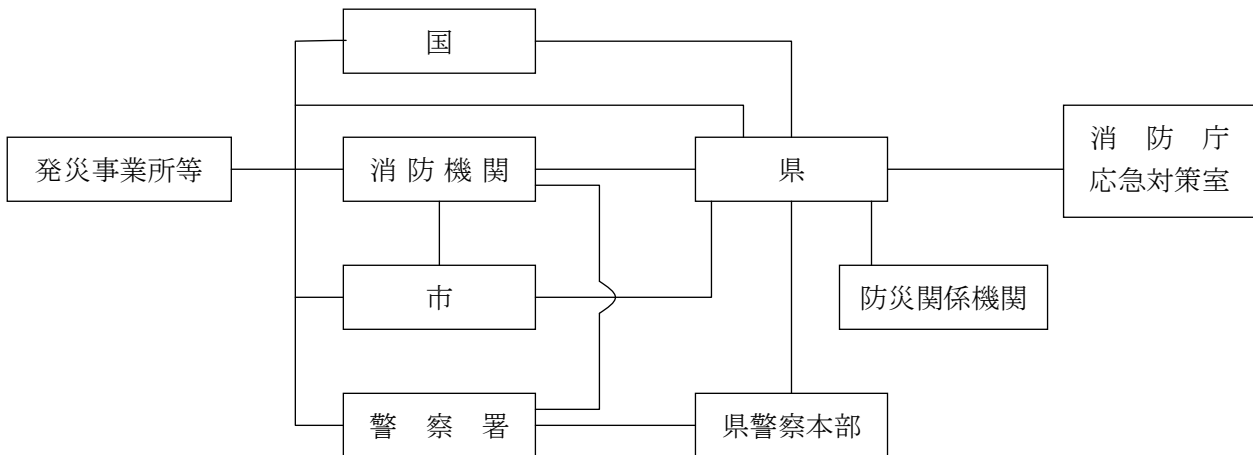 国
発災事業所等
消防機関
県
消防庁
応急対策室
市
防災関係機関
警察署
県警察本部